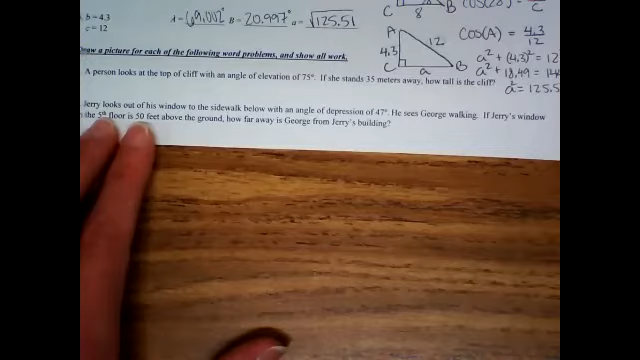 C 8 B
b = 4.3 A = 69.002° B = 20.997° a = √125.51
c = 12
A 12 4.3 C a B
Cos(A) = 4.3/12
a² + (4.3)² = 12
a² + 18.49 = 14
a² = 125.5
Draw a picture for each of the following word problems, and show all work.
A person looks at the top of cliff with an angle of elevation of 75°. If she stands 35 meters away, how tall is the cliff?
Jerry looks out of his window to the sidewalk below with an angle of depression of 47°. He sees George walking. If Jerry's window
the 5th floor is 50 feet above the ground, how far away is George from Jerry's building?